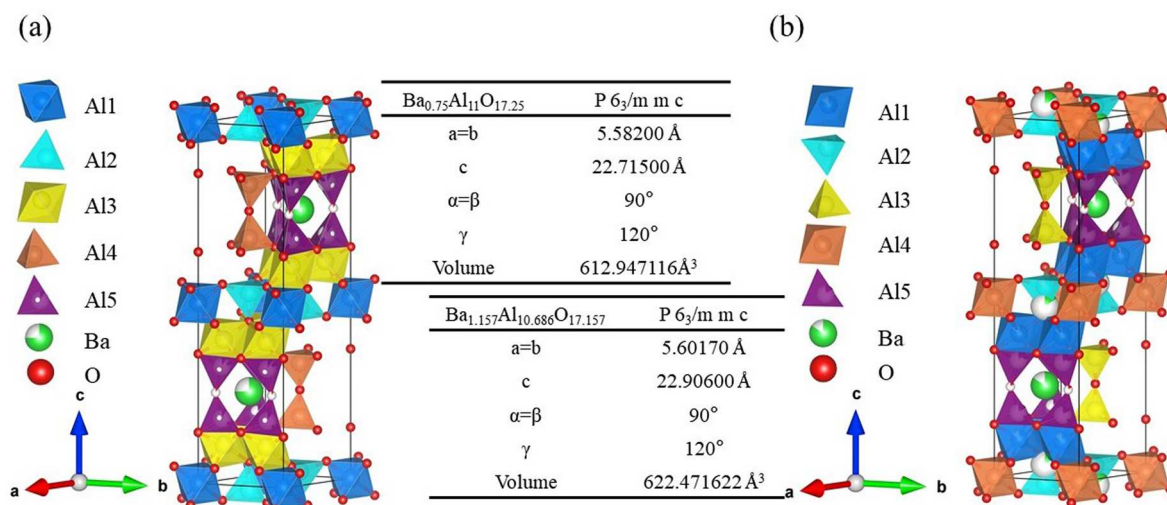 (a)
Al1
Al2
Al3
Al4
Al5
Ba
O
c
a
b
Ba₀.₇₅Al₁₁O₁₇.₂₅ P 6₃/m m c
a=b 5.58200 Å
c 22.71500 Å
α=β 90°
γ 120°
Volume 612.947116Å³
Ba₁.₁₅₇Al₁₀.₆₈₆O₁₇.₁₅₇ P 6₃/m m c
a=b 5.60170 Å
c 22.90600 Å
α=β 90°
γ 120°
Volume 622.471622 Å³
(b)
Al1
Al2
Al3
Al4
Al5
Ba
O
c
a
b